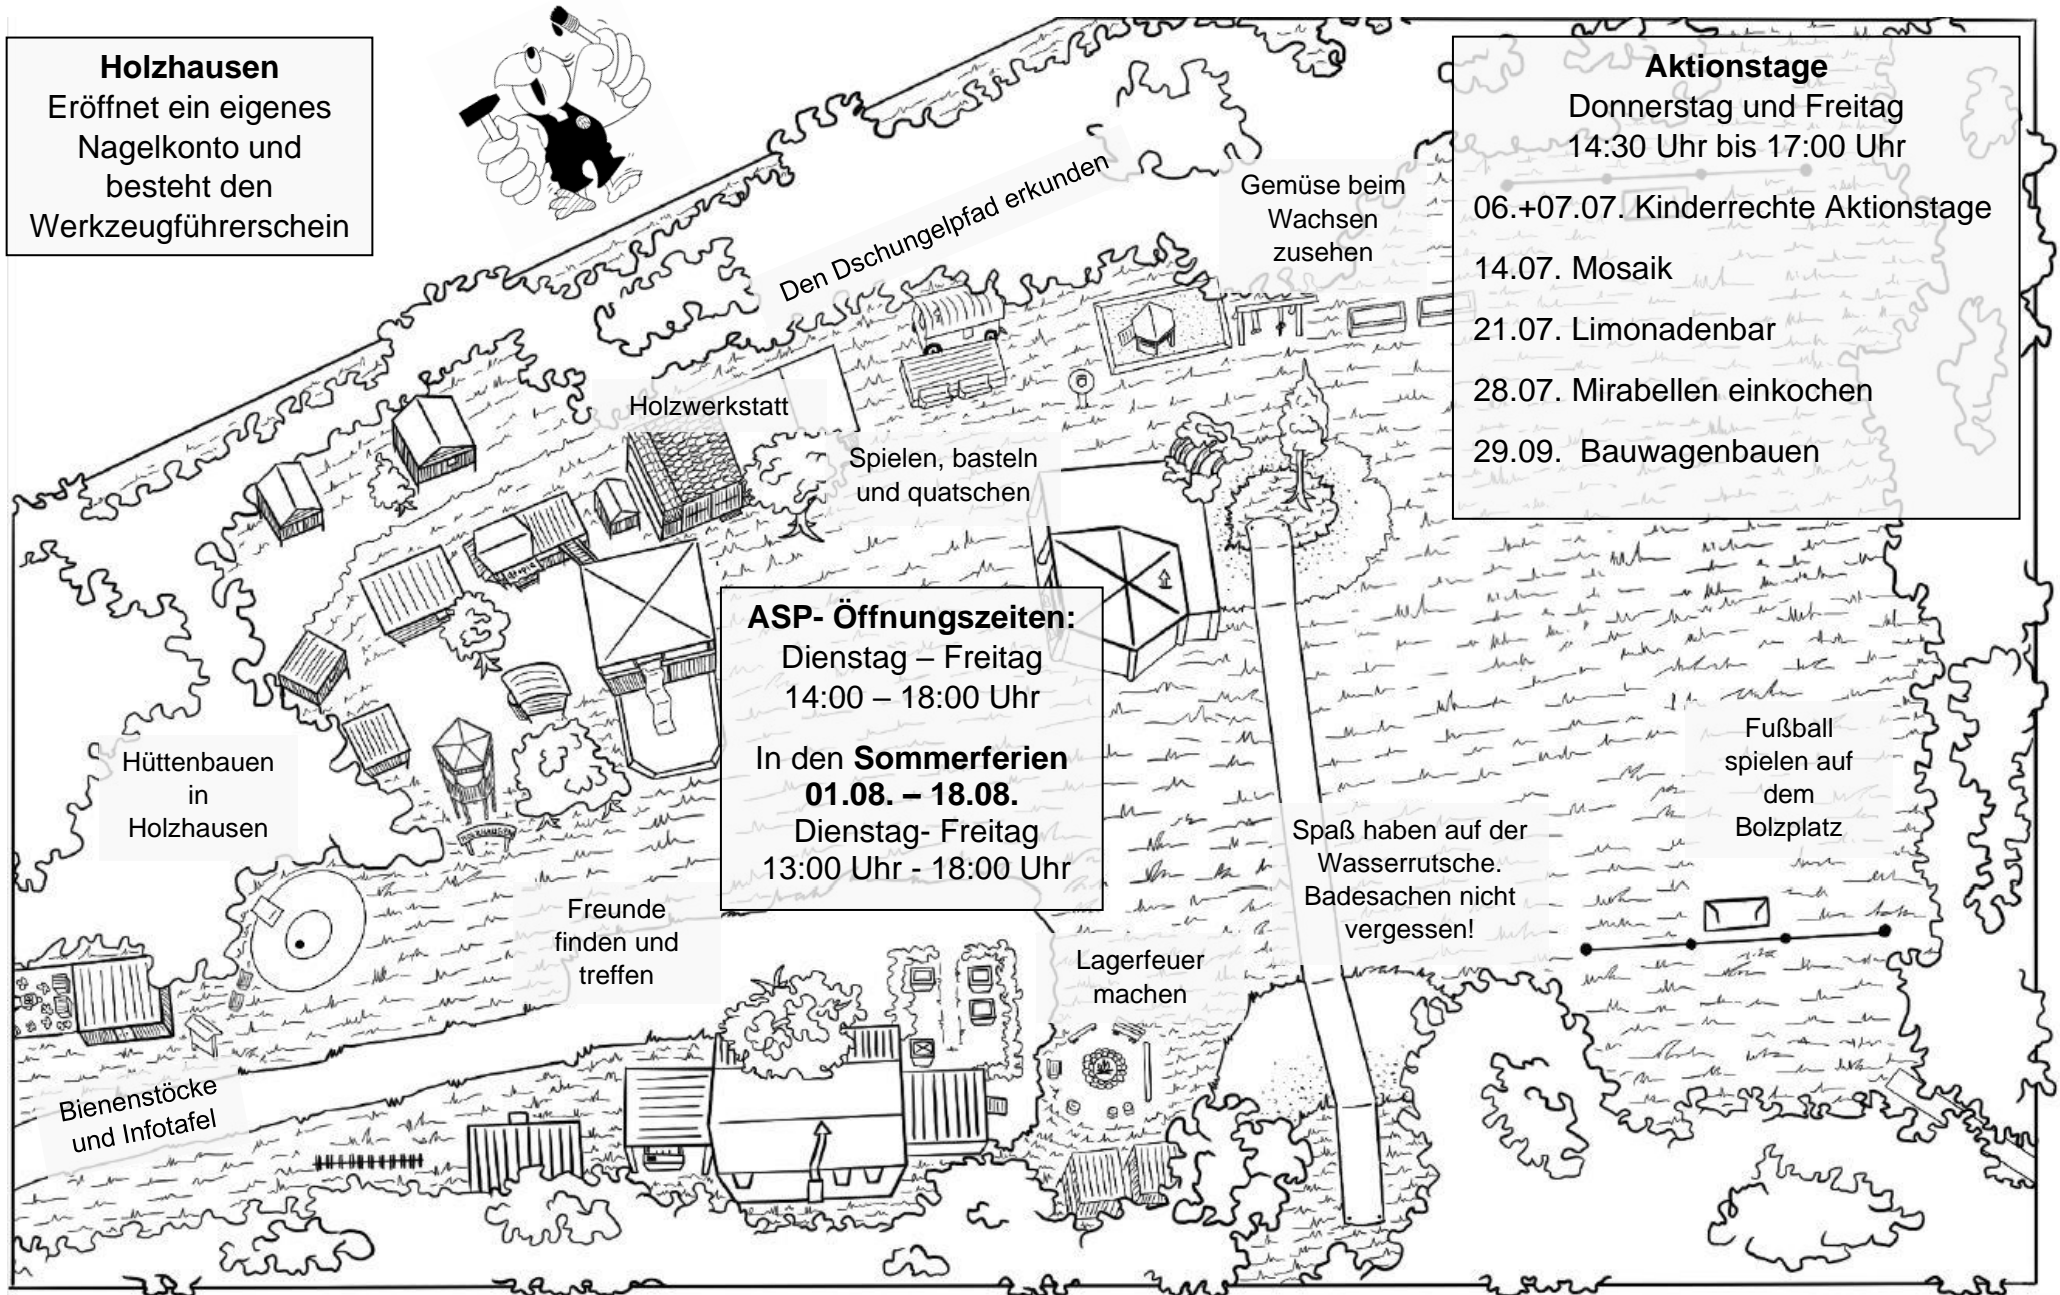 Holzhausen
Eröffnet ein eigenes
Nagelkonto und
besteht den
Werkzeugführerschein
Aktionstage
Donnerstag und Freitag
14:30 Uhr bis 17:00 Uhr
06.+07.07. Kinderrechte Aktionstage
14.07. Mosaik
21.07. Limonadenbar
28.07. Mirabellen einkochen
29.09.  Bauwagenbauen
Den Dschungelpfad erkunden
Gemüse beim
Wachsen
zusehen
Holzwerkstatt
Spielen, basteln
und quatschen
ASP- Öffnungszeiten:
Dienstag – Freitag
14:00 – 18:00 Uhr
In den Sommerferien
01.08. – 18.08.
Dienstag- Freitag
13:00 Uhr - 18:00 Uhr
Hüttenbauen
in
Holzhausen
HOLZHAUSEN
Fußball
spielen auf
dem
Bolzplatz
Spaß haben auf der
Wasserrutsche.
Badesachen nicht
vergessen!
Freunde
finden und
treffen
Lagerfeuer
machen
Bienenstöcke
und Infotafel